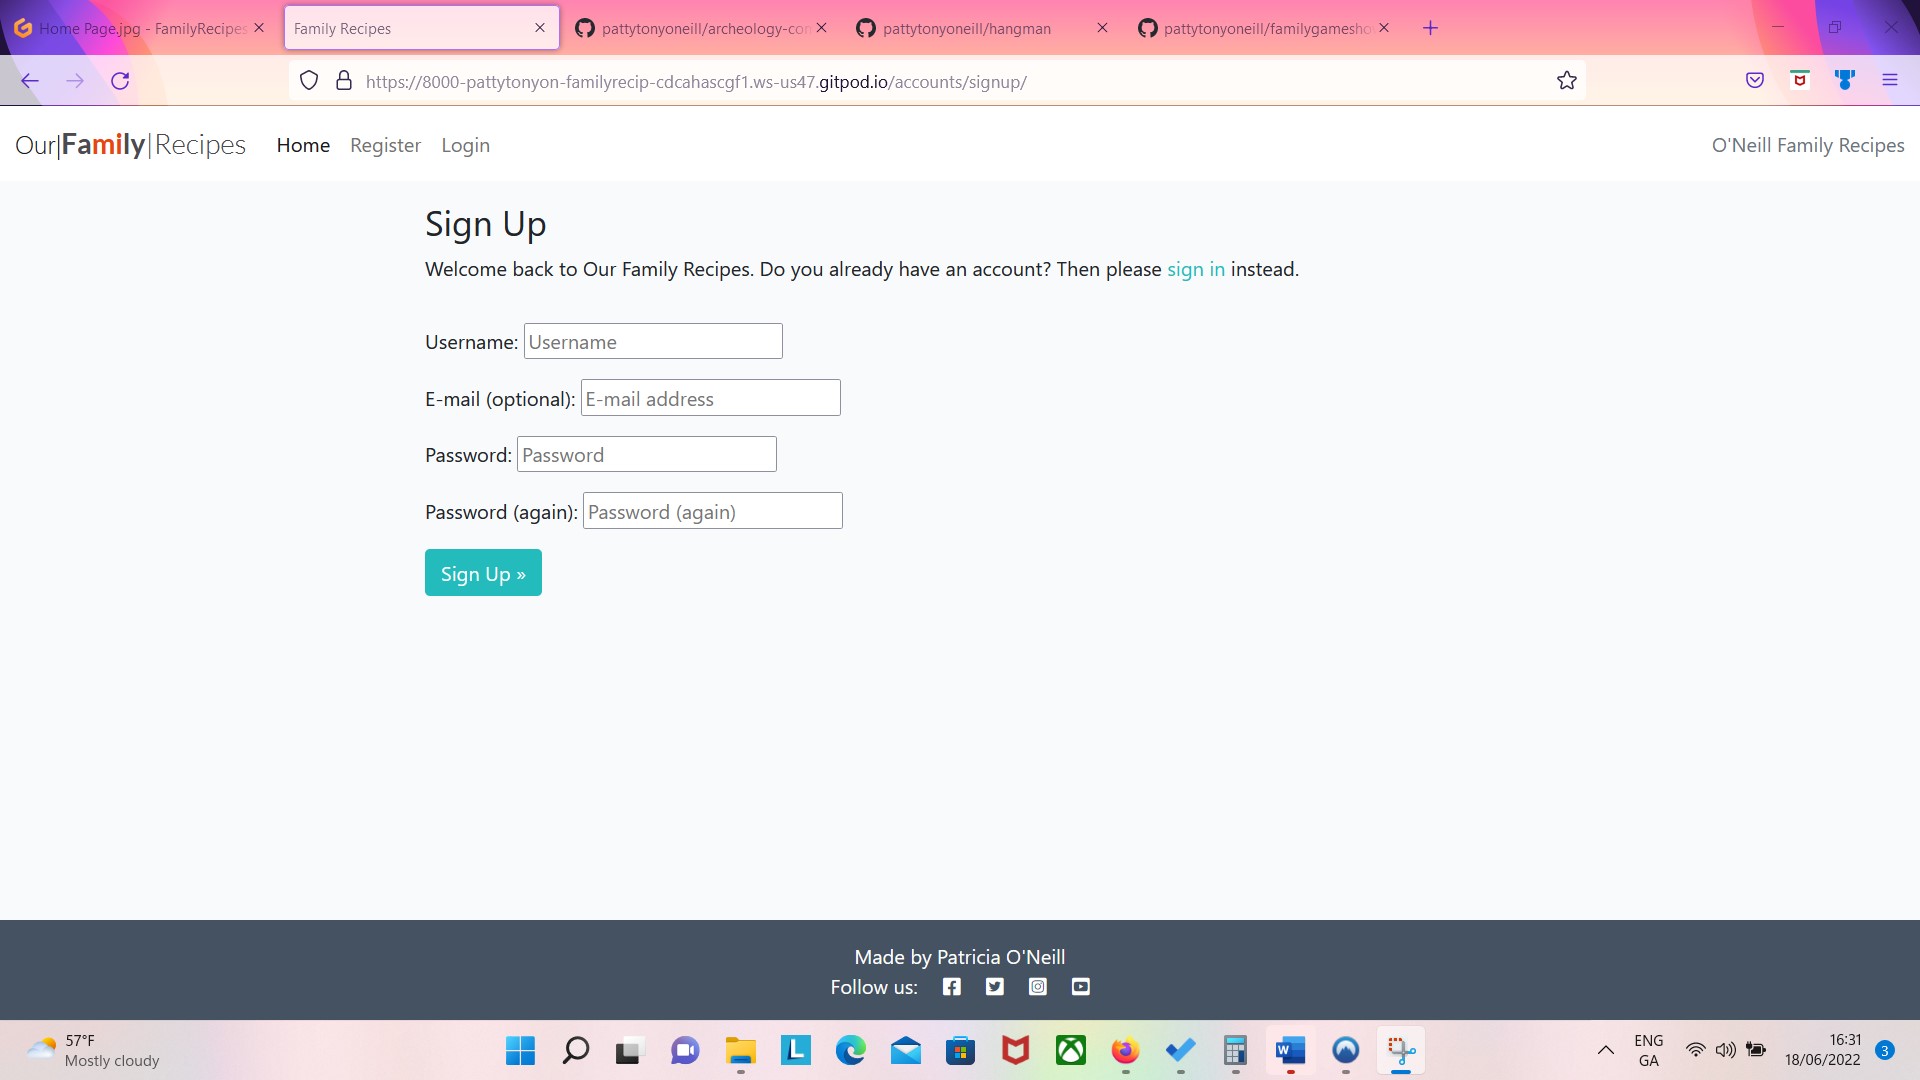 Home Page.jpg - FamilyRecipes
Family Recipes
pattytonyoneill/archeology-con
pattytonyoneill/hangman
pattytonyoneill/familygamesho
https://8000-pattytonyon-familyrecip-cdcahascgf1.ws-us47.gitpod.io/accounts/signup/
Our|Family|Recipes Home Register Login O'Neill Family Recipes
Sign Up
Welcome back to Our Family Recipes. Do you already have an account? Then please sign in instead.
Username: Username
E-mail (optional): E-mail address
Password: Password
Password (again): Password (again)
Sign Up »
Made by Patricia O'Neill
Follow us:
57°F
Mostly cloudy
ENG
GA
16:31
18/06/2022
3